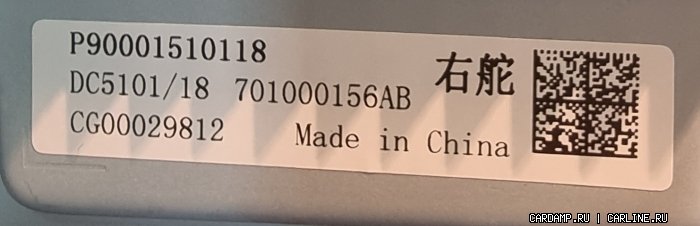 P90001510118
DC5101/18 701000156AB 右舵
CG00029812 Made in China
CARDAMP.RU | CARLINE.RU